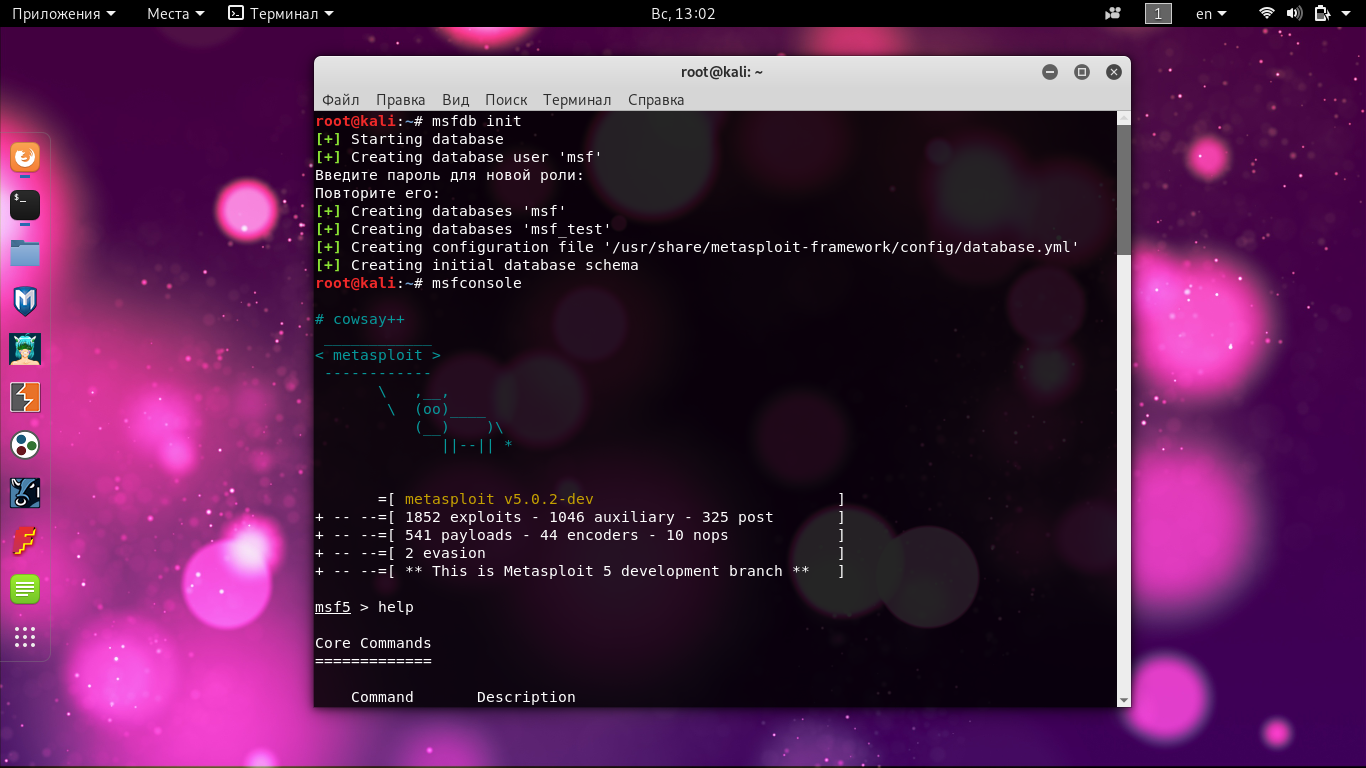 Приложения Места Терминал Вс, 13:02 1 en
root@kali: ~
Файл Правка Вид Поиск Терминал Справка
root@kali:~# msfdb init
[+] Starting database
[+] Creating database user 'msf'
Введите пароль для новой роли:
Повторите его:
[+] Creating databases 'msf'
[+] Creating databases 'msf_test'
[+] Creating configuration file '/usr/share/metasploit-framework/config/database.yml'
[+] Creating initial database schema
root@kali:~# msfconsole
# cowsay++
 ____________
< metasploit >
 ------------
       \   ,__,
        \  (oo)____
           (__)    )\
              ||--|| *
       =[ metasploit v5.0.2-dev                           ]
+ -- --=[ 1852 exploits - 1046 auxiliary - 325 post       ]
+ -- --=[ 541 payloads - 44 encoders - 10 nops            ]
+ -- --=[ 2 evasion                                       ]
+ -- --=[ ** This is Metasploit 5 development branch **   ]
msf5 > help
Core Commands
=============
    Command       Description